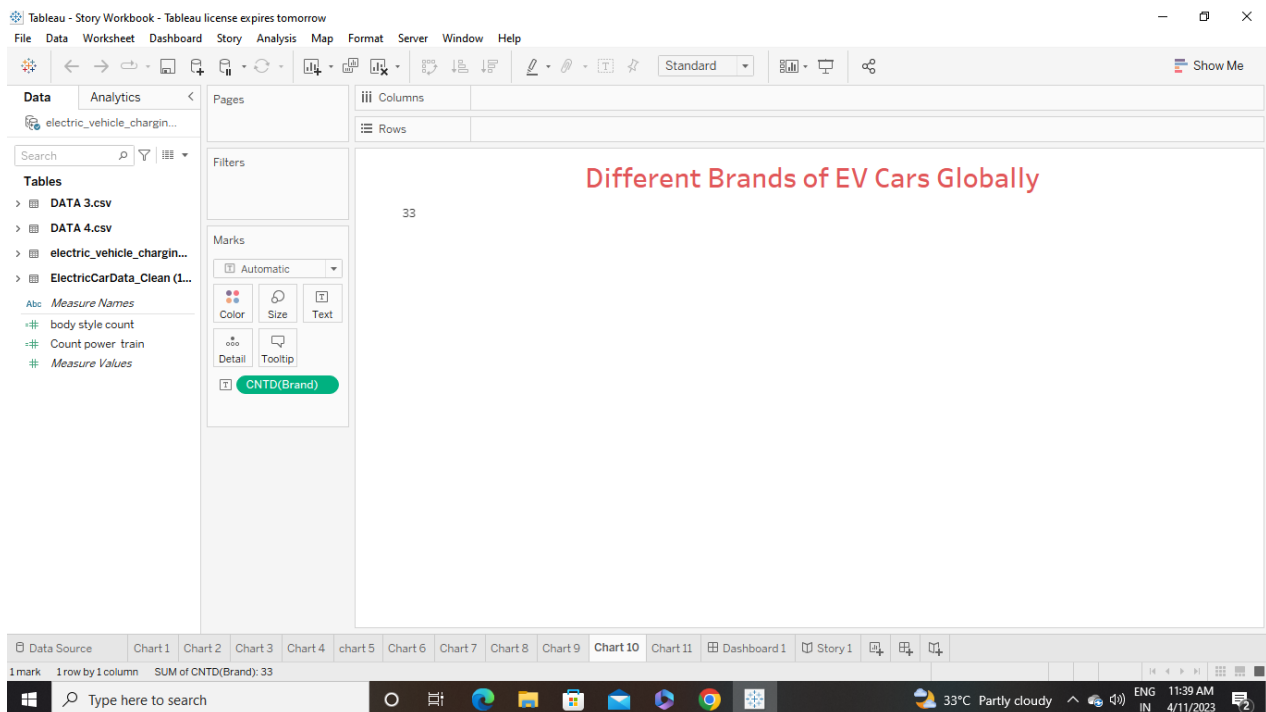 Tableau - Story Workbook - Tableau license expires tomorrow
File Data Worksheet Dashboard Story Analysis Map Format Server Window Help
Standard
Show Me
Data Analytics
electric_vehicle_chargin...
Search
Tables
DATA 3.csv
DATA 4.csv
electric_vehicle_chargin...
ElectricCarData_Clean (1...
Abc Measure Names
body style count
Count power train
Measure Values
Pages
Filters
Marks
Automatic
Color Size Text
Detail Tooltip
CNTD(Brand)
Columns
Rows
Different Brands of EV Cars Globally
33
Data Source Chart 1 Chart 2 Chart 3 Chart 4 chart 5 Chart 6 Chart 7 Chart 8 Chart 9 Chart 10 Chart 11 Dashboard 1 Story 1
1 mark 1 row by 1 column SUM of CNTD(Brand): 33
Type here to search
33°C Partly cloudy
ENG
IN
11:39 AM
4/11/2023
2